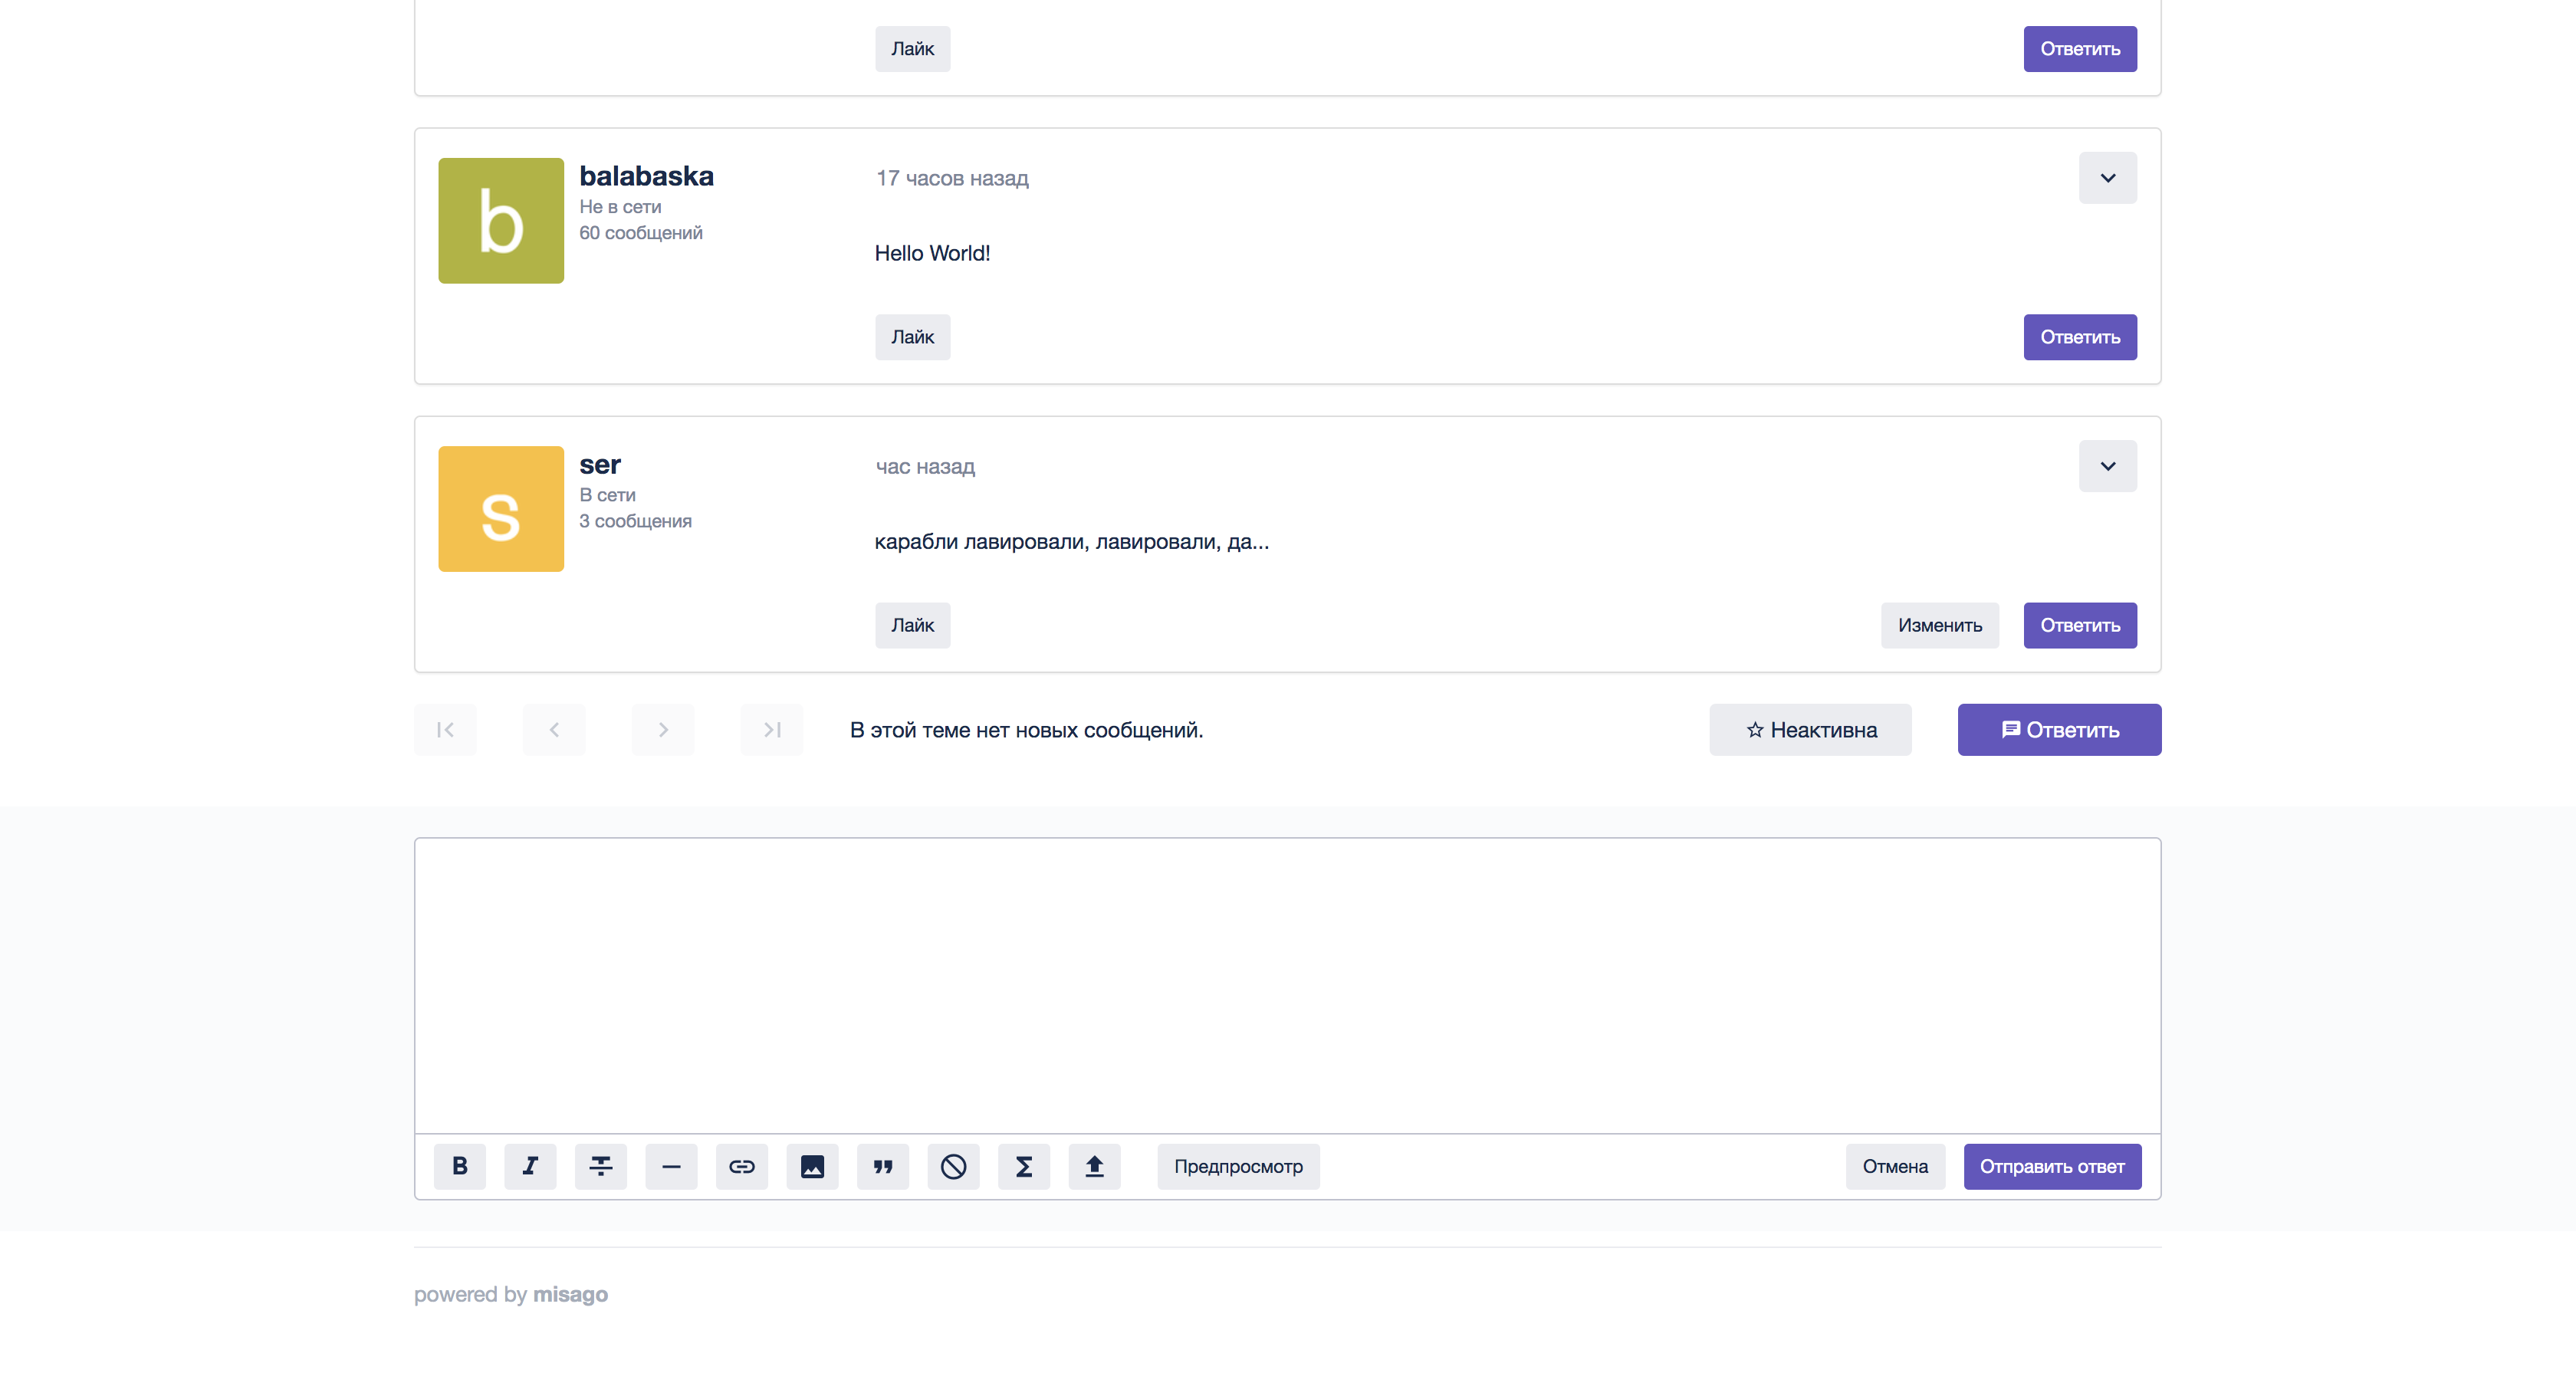 Лайк Ответить
b balabaska 17 часов назад
Не в сети
60 сообщений
Hello World!
Лайк Ответить
s ser час назад
В сети
3 сообщения
карабли лавировали, лавировали, да...
Лайк Изменить Ответить
В этой теме нет новых сообщений. Неактивна Ответить
B I Предпросмотр Отмена Отправить ответ
powered by misago